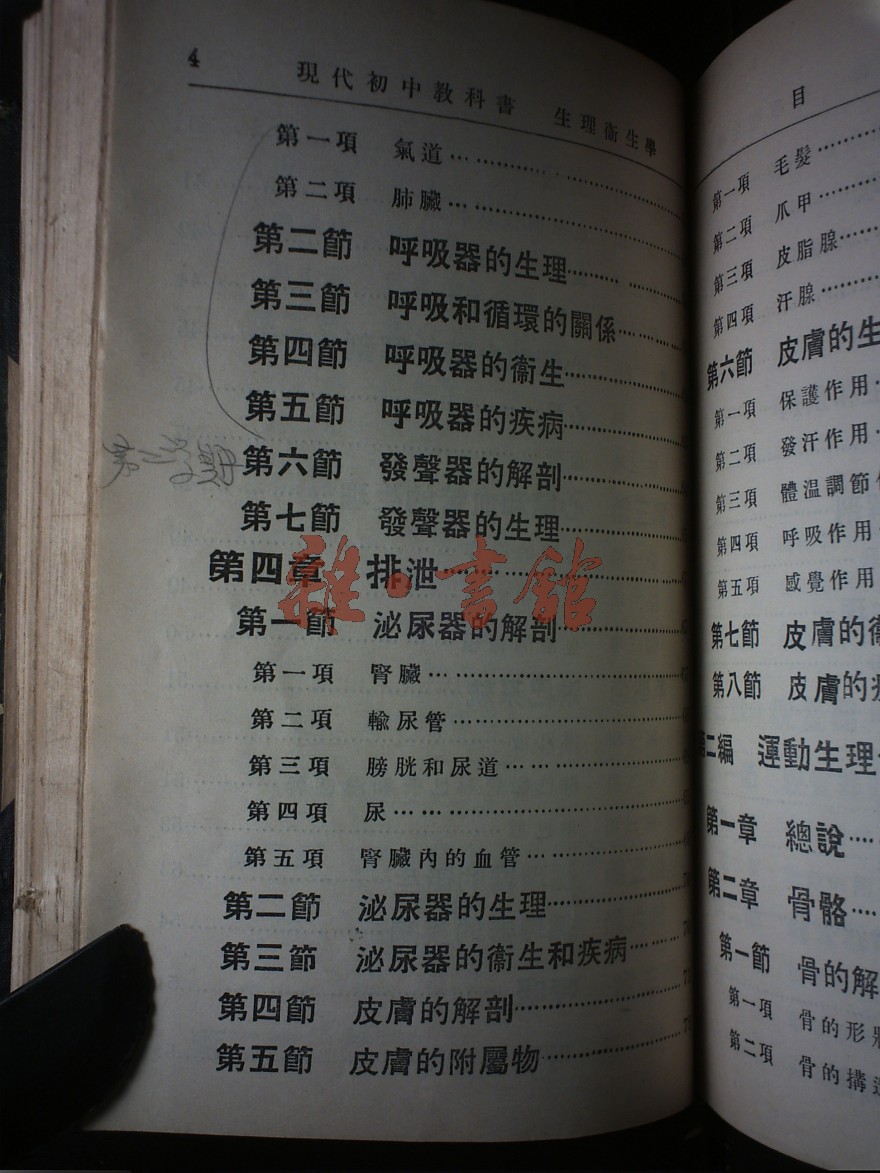 4 現代初中教科書 生理衞生學
第一項 氣道
第二項 肺臟
第二節 呼吸器的生理
第三節 呼吸和循環的關係
第四節 呼吸器的衞生
第五節 呼吸器的疾病
第六節 發聲器的解剖
第七節 發聲器的生理
第四章 排泄
第一節 泌尿器的解剖
第一項 腎臟
第二項 輸尿管
第三項 膀胱和尿道
第四項 尿
第五項 腎臟內的血管
第二節 泌尿器的生理
第三節 泌尿器的衞生和疾病
第四節 皮膚的解剖
第五節 皮膚的附屬物
雜·書館
目
第一項 毛髮
第二項 爪甲
第三項 皮脂腺
第四項 汗腺
第六節 皮膚的生
第一項 保護作用
第二項 發汗作用
第三項 體温調節
第四項 呼吸作用
第五項 感覺作用
第七節 皮膚的衞
第八節 皮膚的
二編 運動生理
第一章 總說
第二章 骨骼
第一節 骨的解
第一項 骨的形
第二項 骨的構